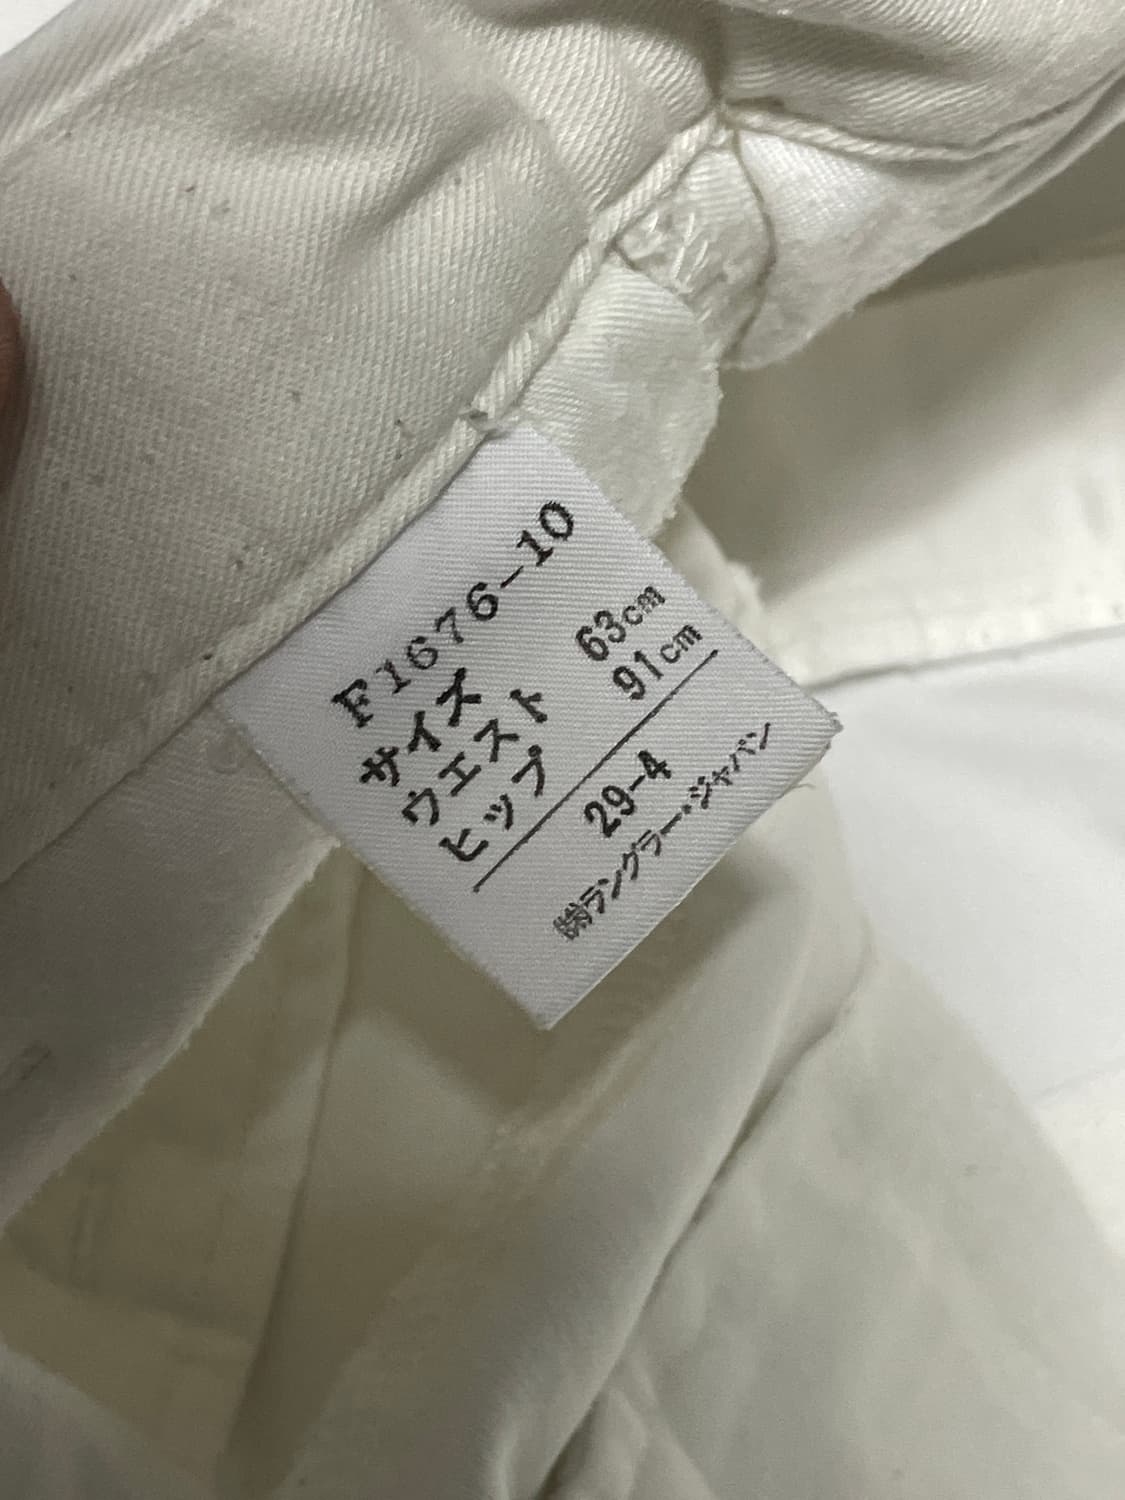 F1676-10
サイズ
ウエスト 63cm
ヒップ 91cm
29-4
㈱ラングラー・ジャパン